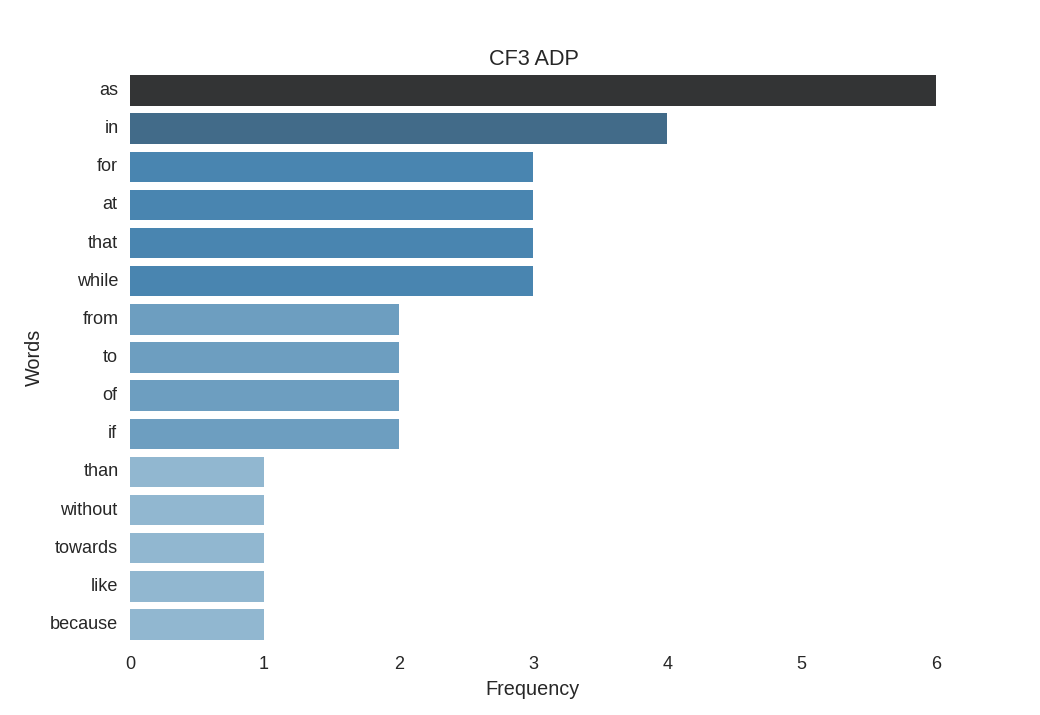 CF3 ADP
as
in
for
at
that
while
from
to
of
if
than
without
towards
like
because
Words
0 1 2 3 4 5 6
Frequency